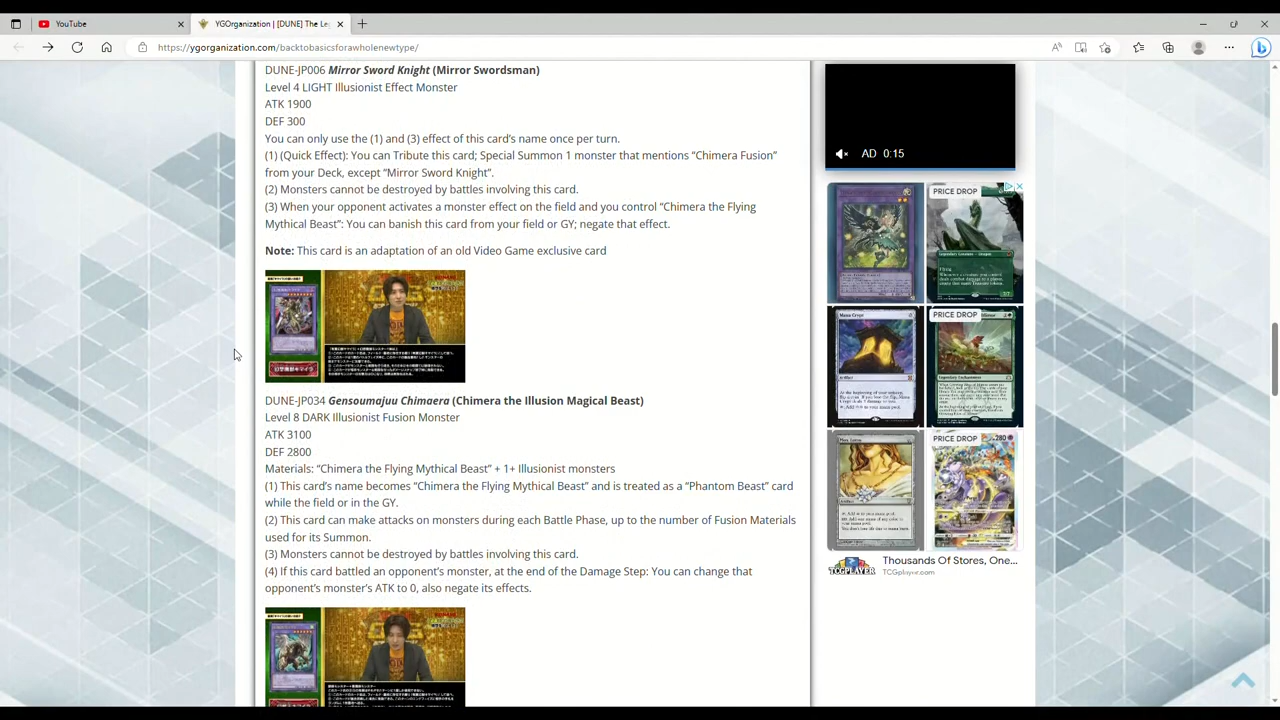 YouTube
YGOrganization | [DUNE] The Le
https://ygorganization.com/backtobasicsforawholenewtype/
DUNE-JP006 Mirror Sword Knight (Mirror Swordsman)
Level 4 LIGHT Illusionist Effect Monster
ATK 1900
DEF 300
You can only use the (1) and (3) effect of this card's name once per turn.
(1) (Quick Effect): You can Tribute this card; Special Summon 1 monster that mentions “Chimera Fusion”
from your Deck, except “Mirror Sword Knight”.
(2) Monsters cannot be destroyed by battles involving this card.
(3) When your opponent activates a monster effect on the field and you control “Chimera the Flying
Mythical Beast”: You can banish this card from your field or GY; negate that effect.
Note: This card is an adaptation of an old Video Game exclusive card
DUNE-JP034 Gensoumajuu Chimaera (Chimera the Illusion Magical Beast)
Level 8 DARK Illusionist Fusion Monster
ATK 3100
DEF 2800
Materials: “Chimera the Flying Mythical Beast” + 1+ Illusionist monsters
(1) This card's name becomes “Chimera the Flying Mythical Beast” and is treated as a “Phantom Beast” card
while the field or in the GY.
(2) This card can make attacks on monsters during each Battle Phase, up to the number of Fusion Materials
used for its Summon.
(3) Monsters cannot be destroyed by battles involving this card.
(4) If this card battled an opponent's monster, at the end of the Damage Step: You can change that
opponent's monster's ATK to 0, also negate its effects.
AD 0:15
PRICE DROP
PRICE DROP
Mana Crypt
PRICE DROP
PRICE DROP
280
TCGPLAYER
Thousands Of Stores, One...
TCGplayer.com